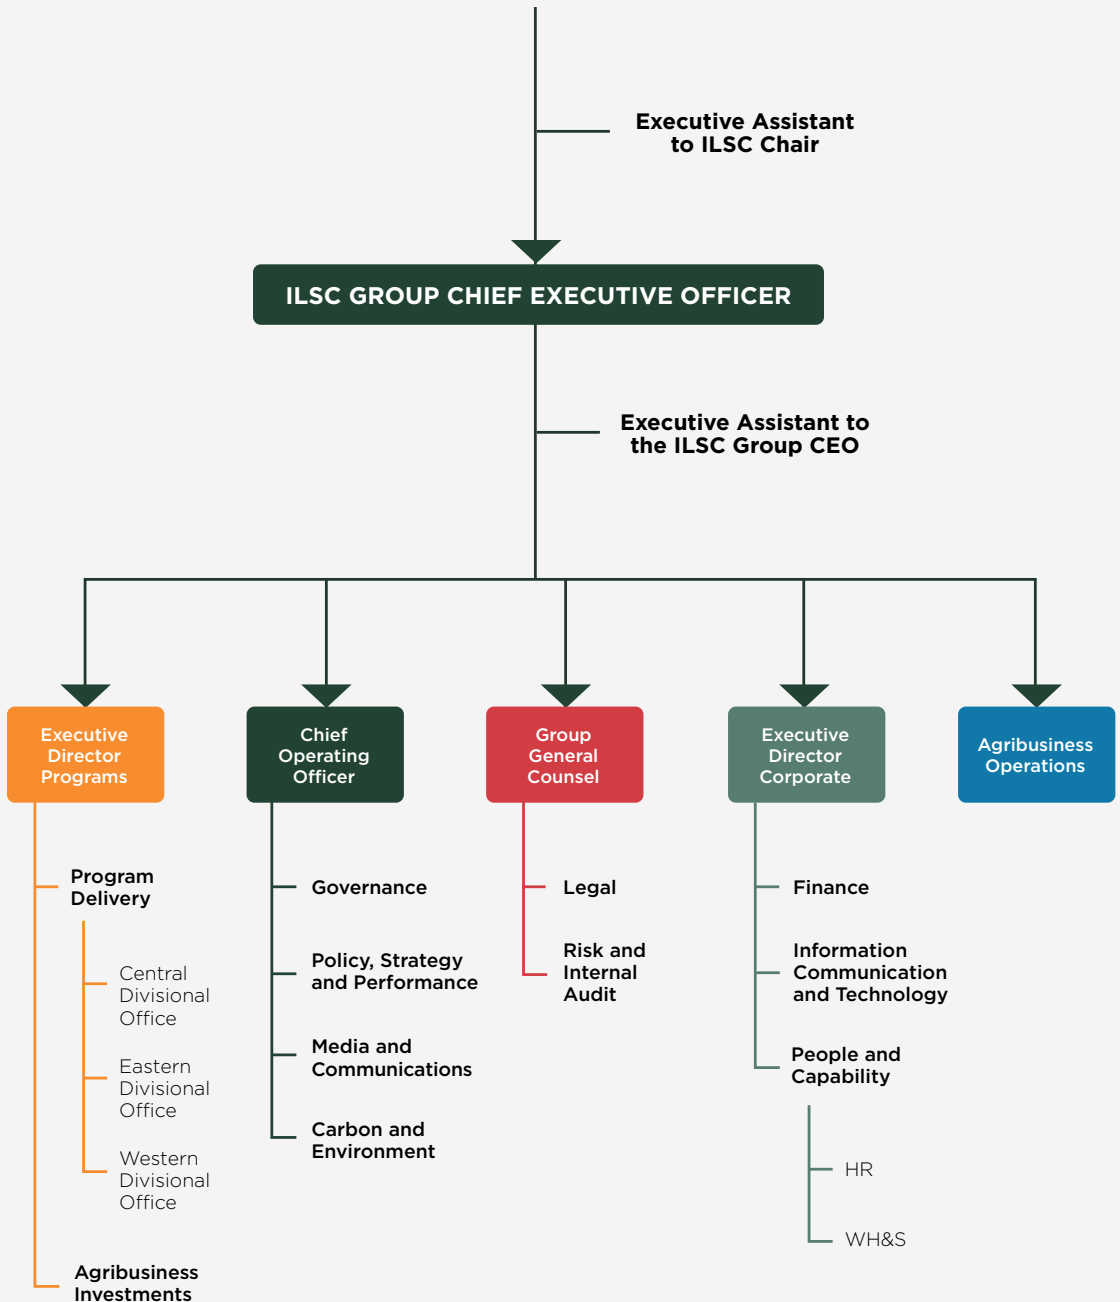 Executive Assistant
to ILSC Chair
ILSC GROUP CHIEF EXECUTIVE OFFICER
Executive Assistant to
the ILSC Group CEO
Executive
Director
Programs
Chief
Operating
Officer
Group
General
Counsel
Executive
Director
Corporate
Agribusiness
Operations
Program
Delivery
Central
Divisional
Office
Eastern
Divisional
Office
Western
Divisional
Office
Agribusiness
Investments
Governance
Policy, Strategy
and Performance
Media and
Communications
Carbon and
Environment
Legal
Risk and
Internal
Audit
Finance
Information
Communication
and Technology
People and
Capability
HR
WH&S